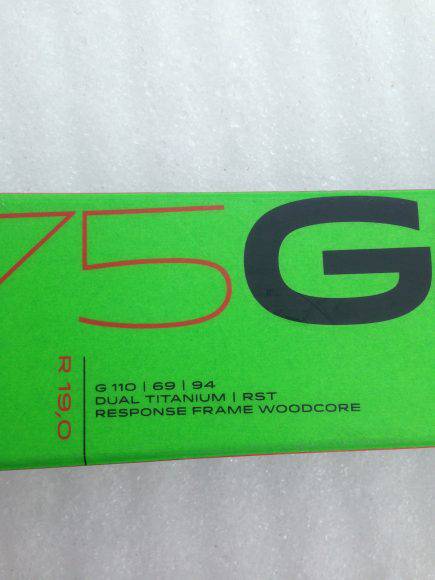 75G
R 19,0
G 110 | 69 | 94
DUAL TITANIUM | RST
RESPONSE FRAME WOODCORE